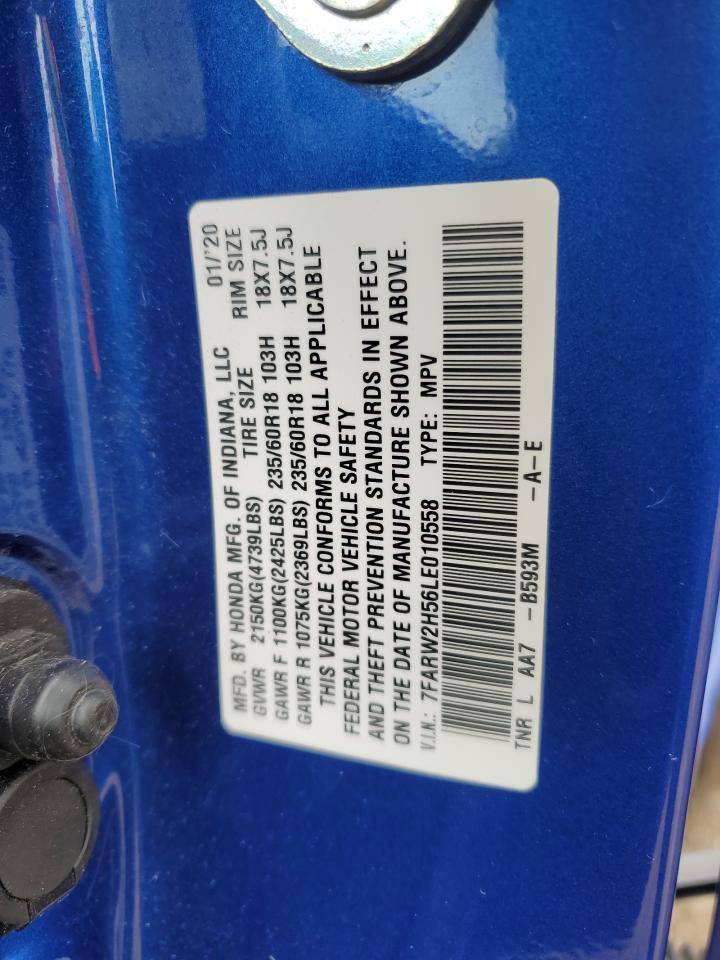 MFD. BY HONDA MFG. OF INDIANA, LLC 01/'20
GVWR 2150KG(4739LBS) TIRE SIZE RIM SIZE
GAWR F 1100KG(2425LBS) 235/60R18 103H 18X7.5J
GAWR R 1075KG(2369LBS) 235/60R18 103H 18X7.5J
THIS VEHICLE CONFORMS TO ALL APPLICABLE
FEDERAL MOTOR VEHICLE SAFETY
AND THEFT PREVENTION STANDARDS IN EFFECT
ON THE DATE OF MANUFACTURE SHOWN ABOVE.
V.I.N.: 7FARW2H56LE010558 TYPE: MPV
TNR L AA7 -B593M -A-E